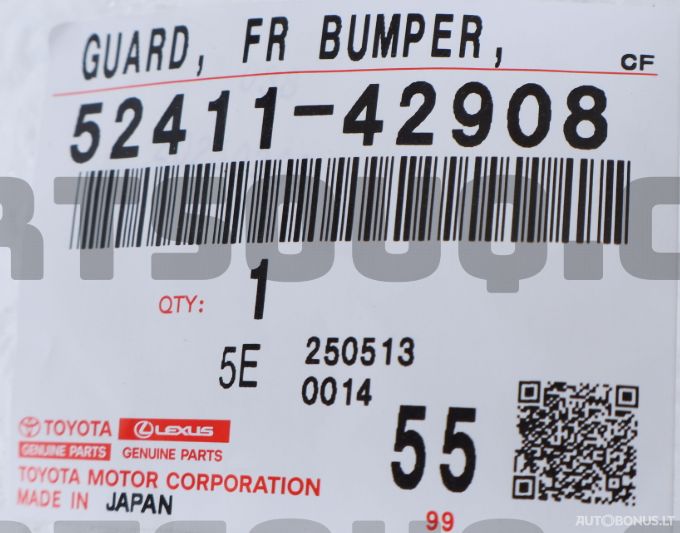 GUARD, FR BUMPER,
CF
52411-42908
RTSOUQ.C
QTY: 1
5E 250513
0014
TOYOTA LEXUS
GENUINE PARTS GENUINE PARTS
TOYOTA MOTOR CORPORATION
MADE IN JAPAN
55
99
AUTOBONUS.LT